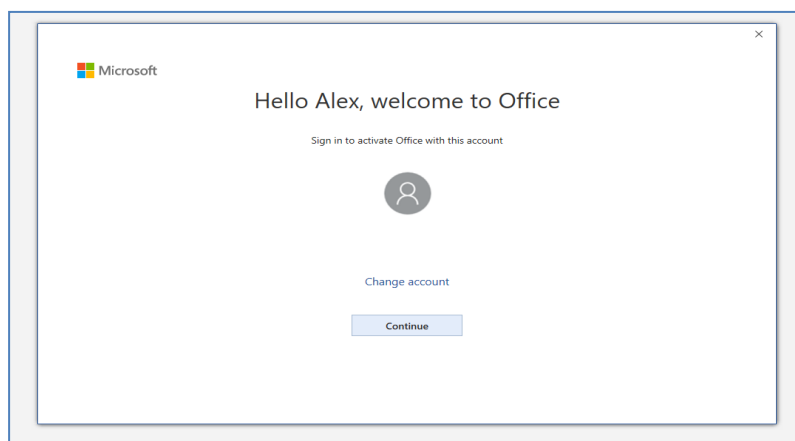 Microsoft
Hello Alex, welcome to Office
Sign in to activate Office with this account
Change account
Continue